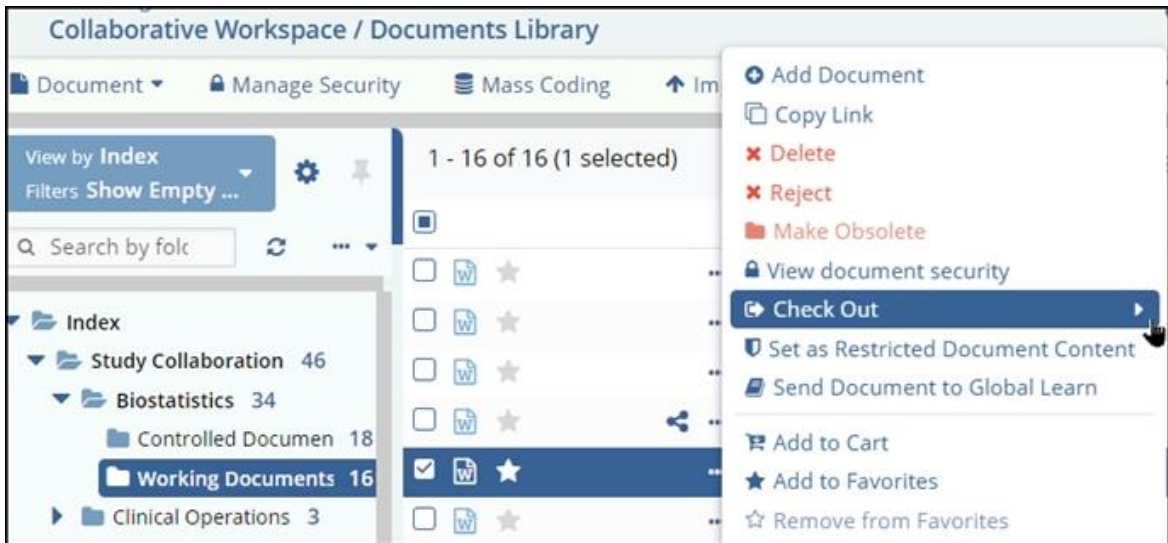 Collaborative Workspace / Documents Library
Document
Manage Security
Mass Coding
Im
View by Index
Filters Show Empty ...
Search by folc
1 - 16 of 16 (1 selected)
Index
Study Collaboration 46
Biostatistics 34
Controlled Documen 18
Working Documents 16
Clinical Operations 3
Add Document
Copy Link
Delete
Reject
Make Obsolete
View document security
Check Out
Set as Restricted Document Content
Send Document to Global Learn
Add to Cart
Add to Favorites
Remove from Favorites